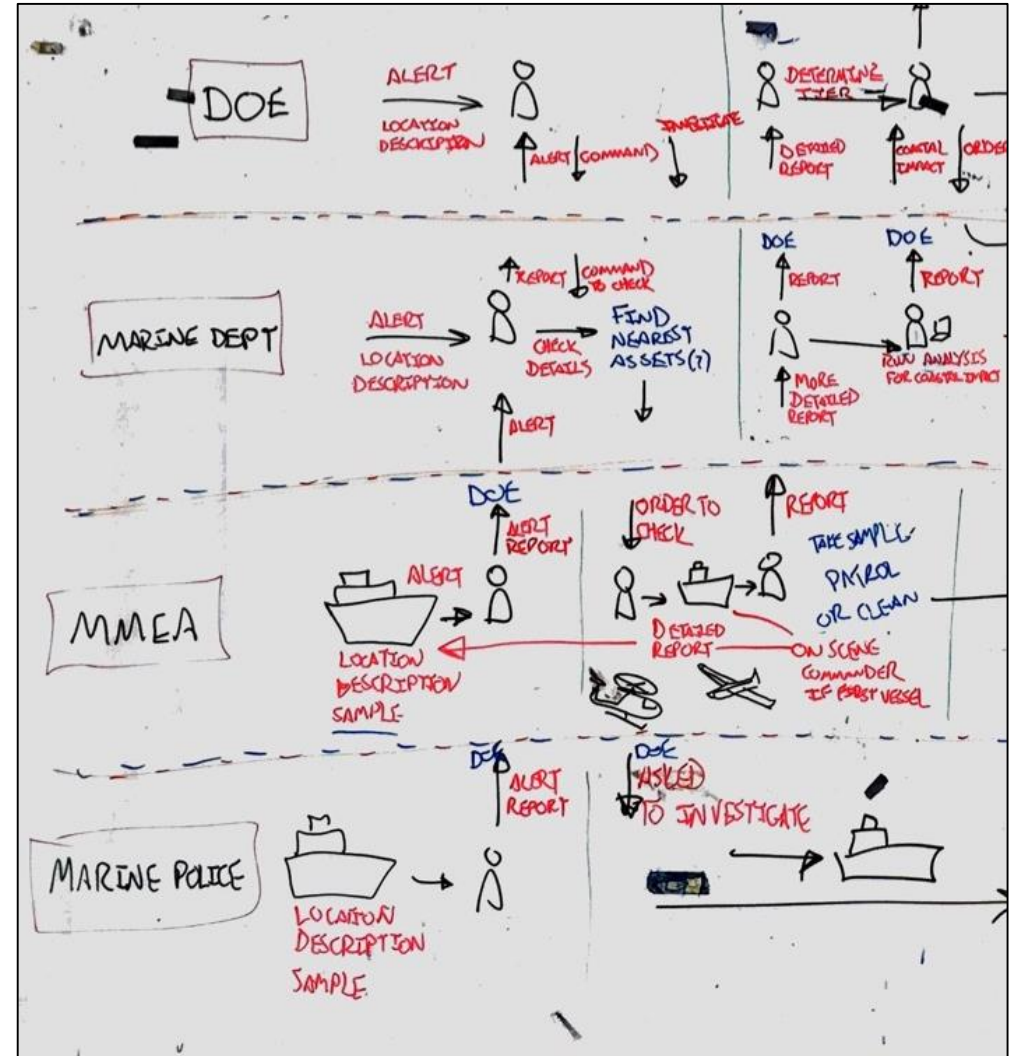 DOE
ALERT
LOCATION
DESCRIPTION
ALERT
COMMAND
DETERMINE
TIER
DETAILED
REPORT
COASTAL
IMPACT
ORDER
MARINE DEPT
ALERT
LOCATION
DESCRIPTION
REPORT
COMMAND
TO CHECK
CHECK
DETAILS
FIND
NEAREST
ASSETS(?)
ALERT
DOE
REPORT
MORE
DETAILED
REPORT
DOE
REPORT
RUN ANALYSIS
FOR COASTAL IMPACT
MMEA
ALERT
LOCATION
DESCRIPTION
SAMPLE
DOE
ALERT
REPORT
ORDER TO
CHECK
DETAILED
REPORT
REPORT
TAKE SAMPLE
PATROL
OR CLEAN
ON SCENE
COMMANDER
IF FIRST VESSEL
MARINE POLICE
LOCATION
DESCRIPTION
SAMPLE
DOE
ALERT
REPORT
DOE
ASKED
TO INVESTIGATE